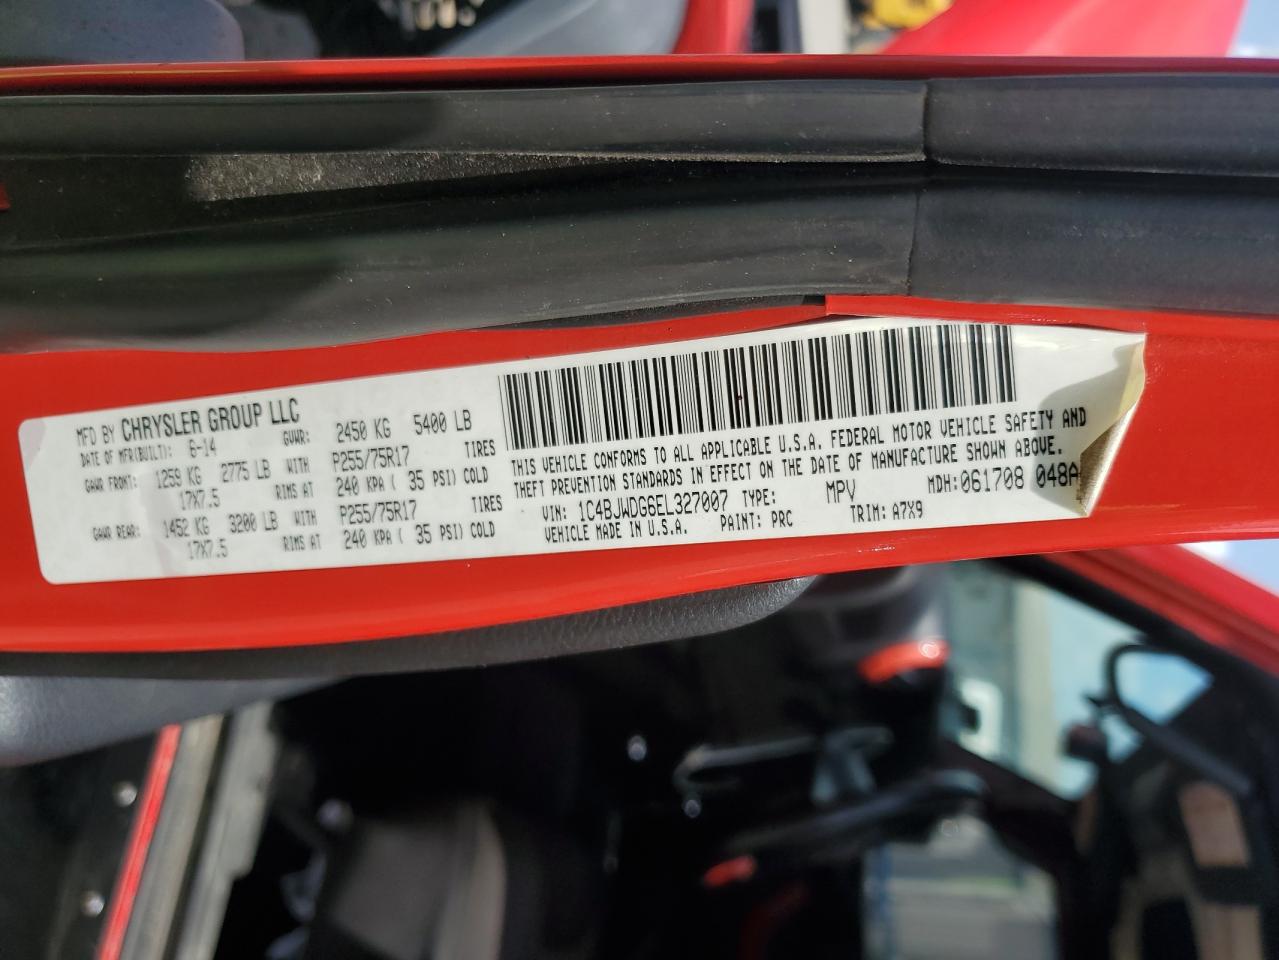 MFD BY CHRYSLER GROUP LLC
DATE OF MFR(BUILT): 6-14 GVWR: 2450 KG 5400 LB
GAWR FRONT: 1259 KG 2775 LB WITH P255/75R17 TIRES
17X7.5 RIMS AT 240 KPA ( 35 PSI) COLD
GAWR REAR: 1452 KG 3200 LB WITH P255/75R17 TIRES
17X7.5 RIMS AT 240 KPA ( 35 PSI) COLD
THIS VEHICLE CONFORMS TO ALL APPLICABLE U.S.A. FEDERAL MOTOR VEHICLE SAFETY AND
THEFT PREVENTION STANDARDS IN EFFECT ON THE DATE OF MANUFACTURE SHOWN ABOVE.
VIN: 1C4BJWDG6EL327007 TYPE: MPV MDH:061708 048A
VEHICLE MADE IN U.S.A. PAINT: PRC TRIM: A7X9